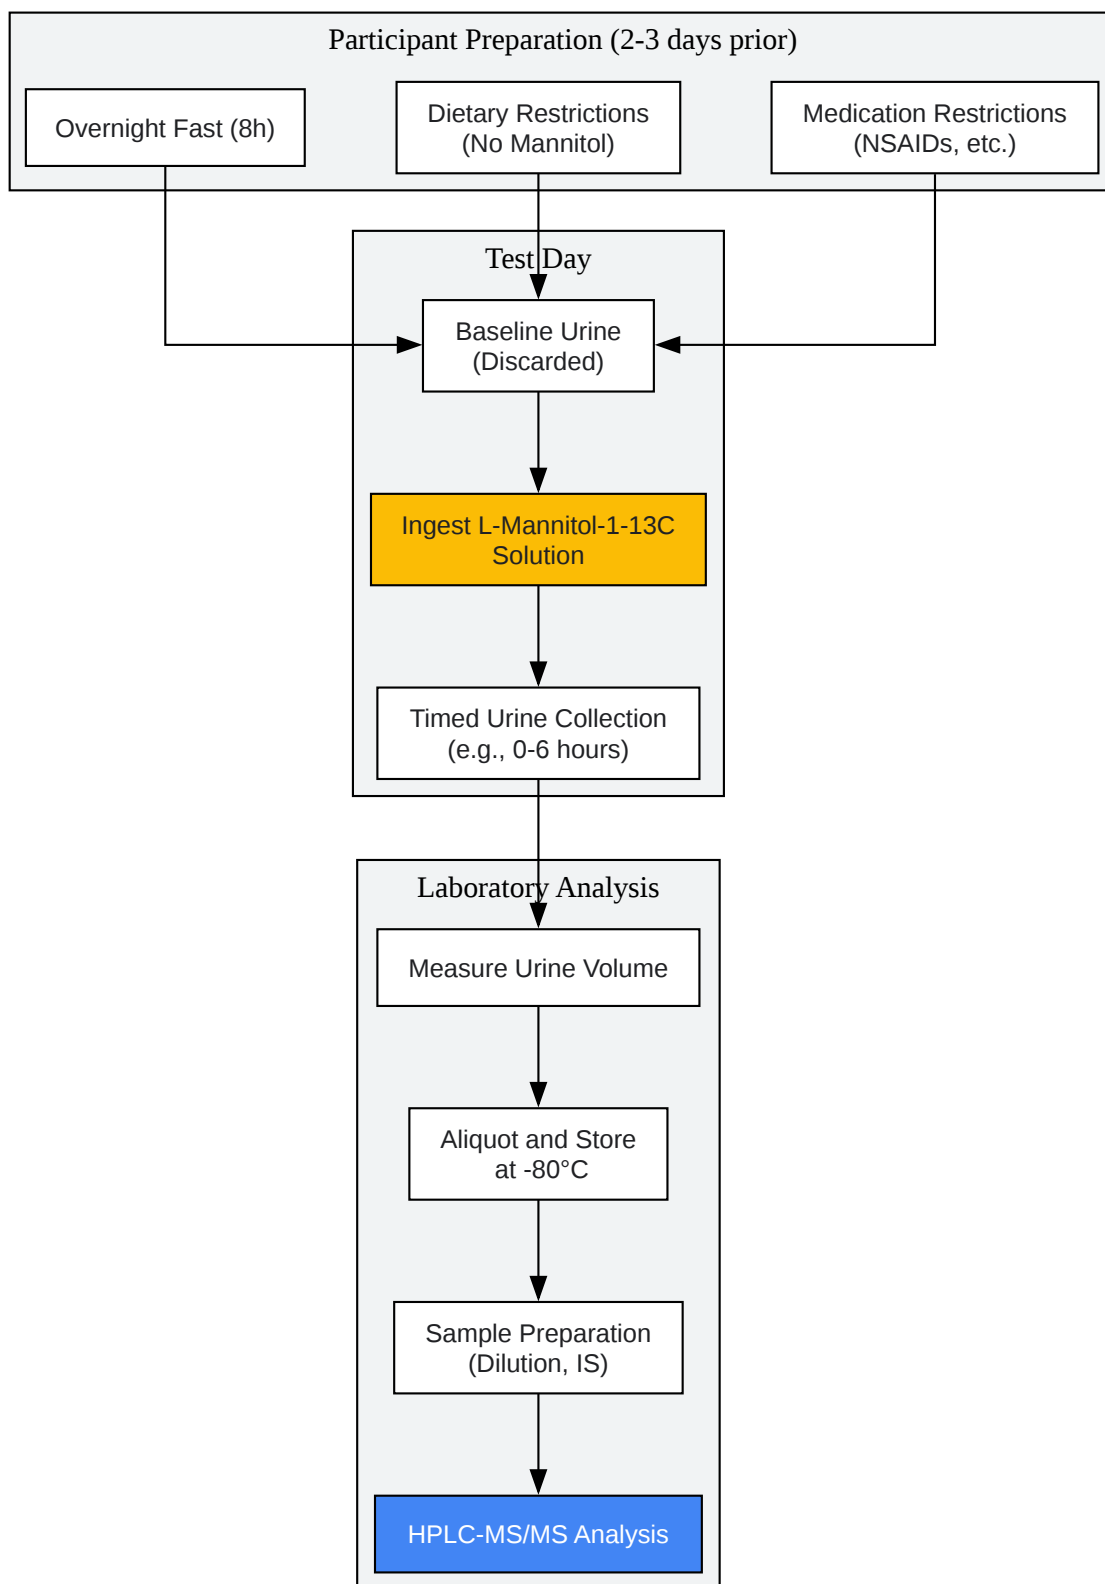 Participant Preparation (2-3 days prior)
Overnight Fast (8h)
Dietary Restrictions
(No Mannitol)
Medication Restrictions
(NSAIDs, etc.)
Test Day
Baseline Urine
(Discarded)
Ingest L-Mannitol-1-13C
Solution
Timed Urine Collection
(e.g., 0-6 hours)
Laboratory Analysis
Measure Urine Volume
Aliquot and Store
at -80°C
Sample Preparation
(Dilution, IS)
HPLC-MS/MS Analysis